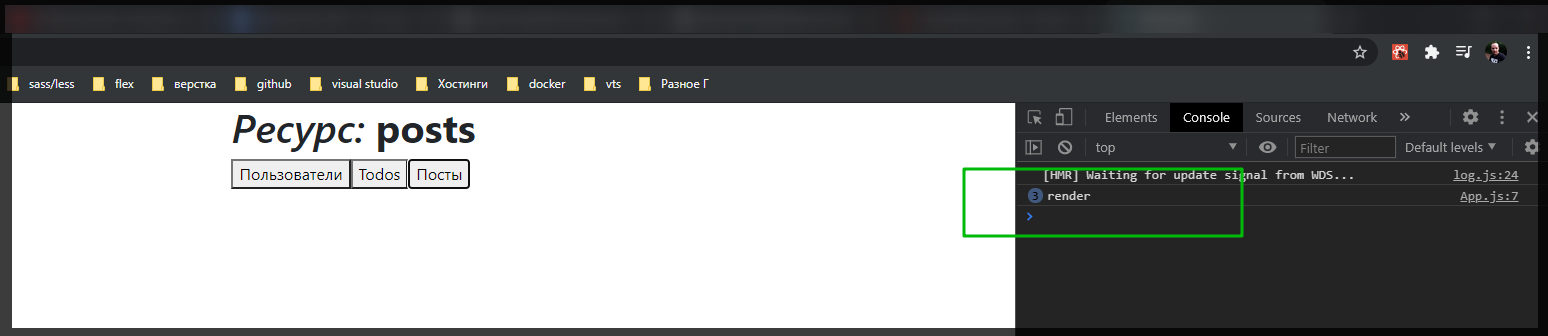 sass/less flex верстка github visual studio Хостинги docker vts Разное Г
Ресурс: posts
Пользователи Todos Посты
Elements Console Sources Network »
top Filter Default levels
[HMR] Waiting for update signal from WDS... log.js:24
3 render App.js:7